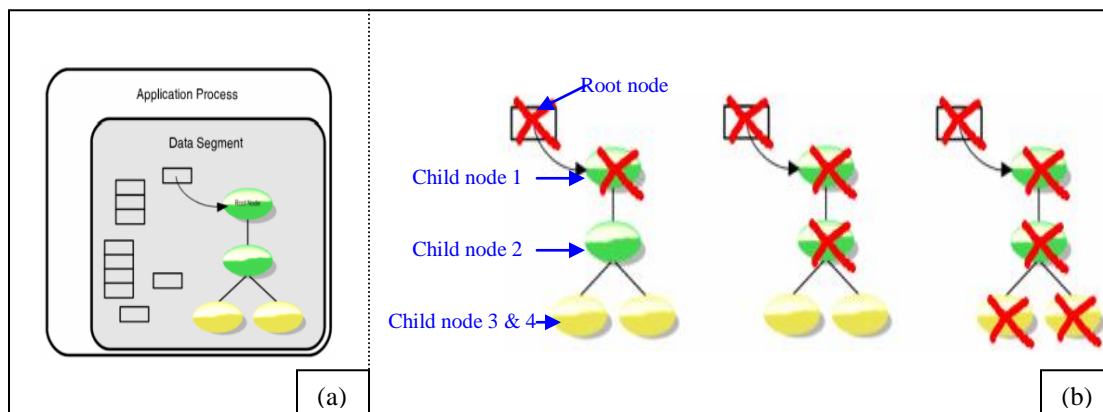 Application Process
Data Segment
Root Node
(a)
Root node
Child node 1
Child node 2
Child node 3 & 4
(b)